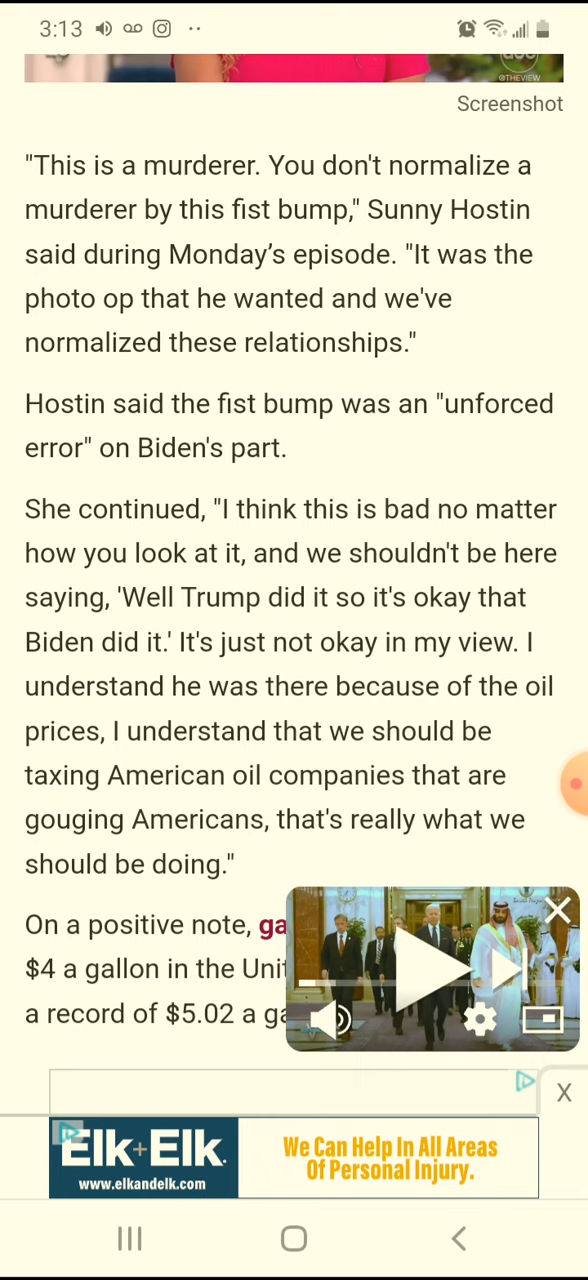 3:13
@THEVIEW
Screenshot
"This is a murderer. You don't normalize a
murderer by this fist bump," Sunny Hostin
said during Monday’s episode. "It was the
photo op that he wanted and we've
normalized these relationships."
Hostin said the fist bump was an "unforced
error" on Biden's part.
She continued, "I think this is bad no matter
how you look at it, and we shouldn't be here
saying, 'Well Trump did it so it's okay that
Biden did it.' It's just not okay in my view. I
understand he was there because of the oil
prices, I understand that we should be
taxing American oil companies that are
gouging Americans, that's really what we
should be doing."
On a positive note, ga
$4 a gallon in the Unit
a record of $5.02 a ga
X
Elk+Elk.
www.elkandelk.com
We Can Help In All Areas
Of Personal Injury.